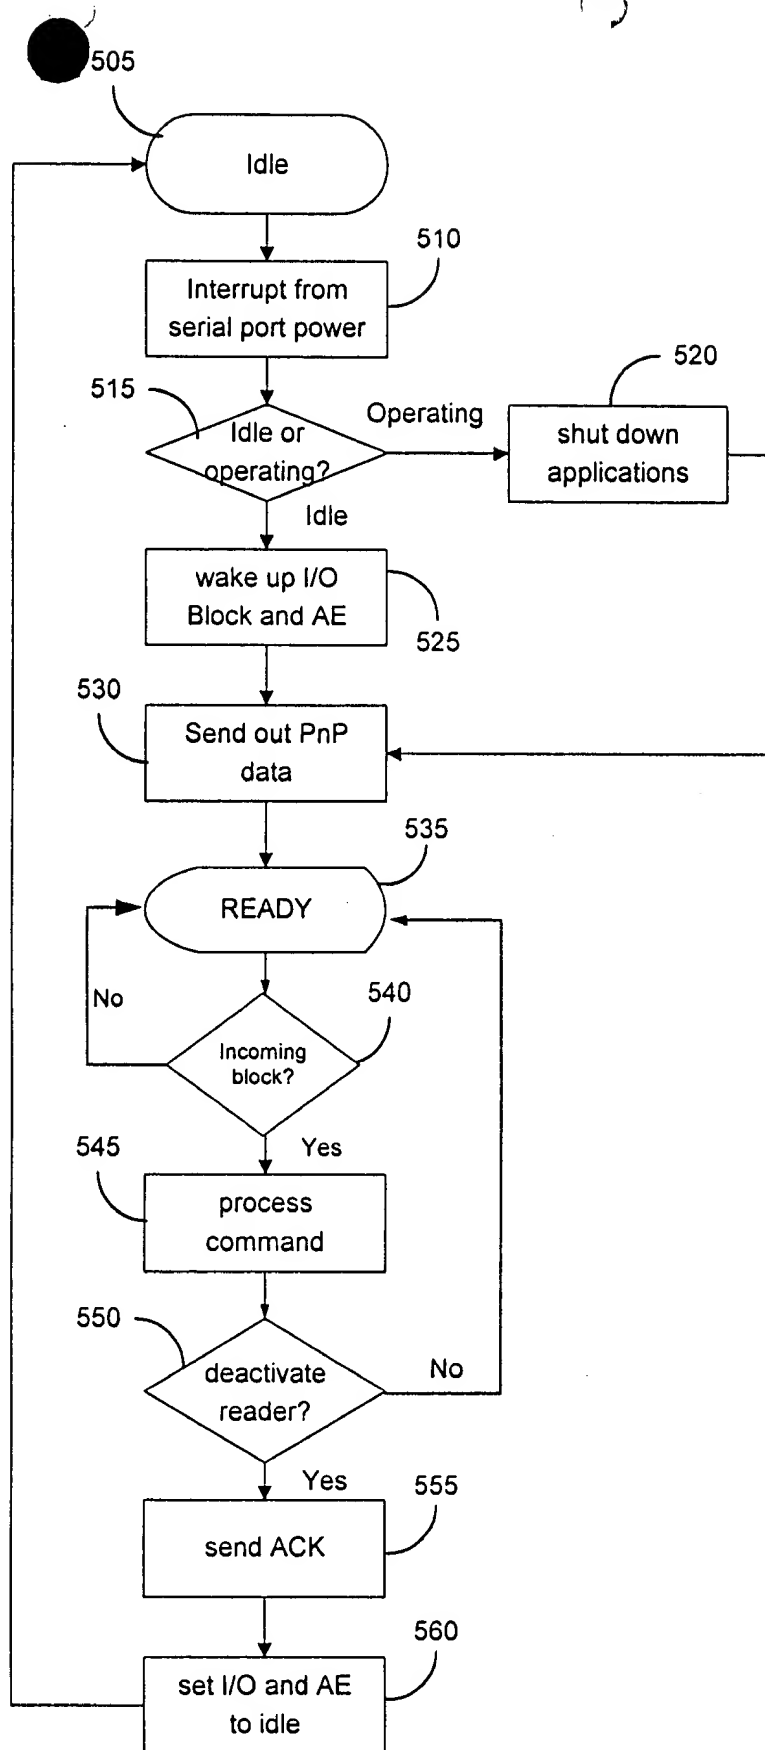 505
Idle
510
Interrupt from
serial port power
520
515
Operating
Idle or
operating?
shut down
applications
Idle
wake up I/O
Block and AE
525
530
Send out PnP
data
535
READY
No
540
Incoming
block?
Yes
545
process
command
550
deactivate
reader?
No
Yes
555
send ACK
560
set I/O and AE
to idle